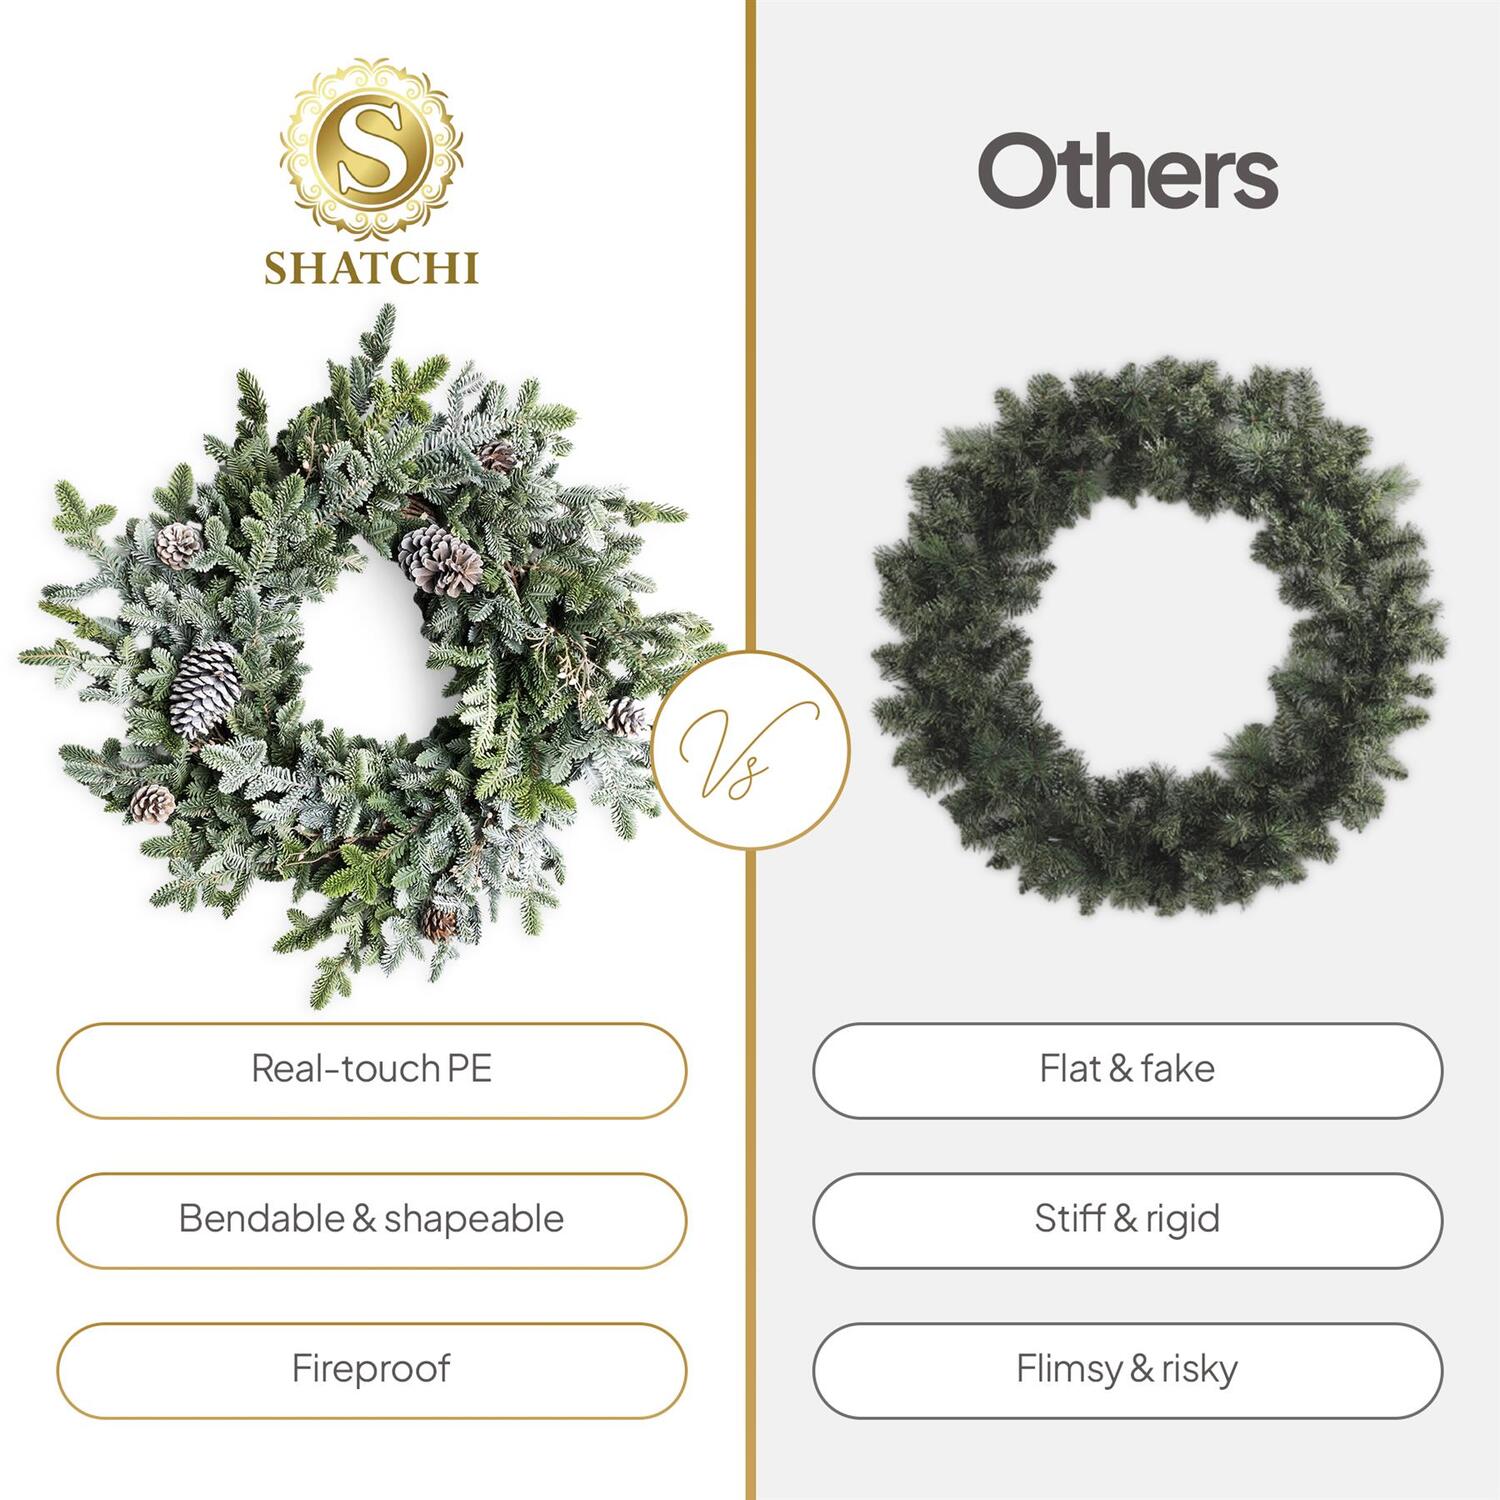 S
SHATCHI
Others
Vs
Real-touch PE
Flat & fake
Bendable & shapeable
Stiff & rigid
Fireproof
Flimsy & risky